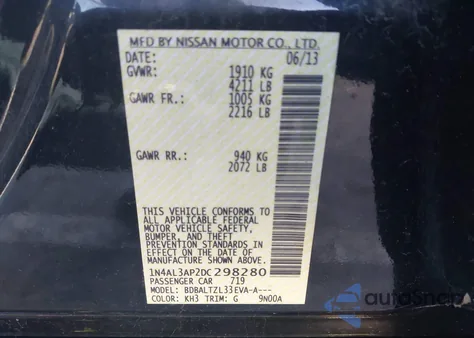 MFD BY NISSAN MOTOR CO., LTD.
DATE: 06/13
GVWR: 1910 KG
4211 LB
GAWR FR.: 1005 KG
2216 LB
GAWR RR.: 940 KG
2072 LB
THIS VEHICLE CONFORMS TO
ALL APPLICABLE FEDERAL
MOTOR VEHICLE SAFETY,
BUMPER, AND THEFT
PREVENTION STANDARDS
IN EFFECT ON THE DATE OF
MANUFACTURE SHOWN ABOVE.
1N4AL3AP2DC298280
PASSENGER CAR 719
MODEL: BDBALTZL33EVA-A---
COLOR: KH3 TRIM: G 9N00A
autoSnap